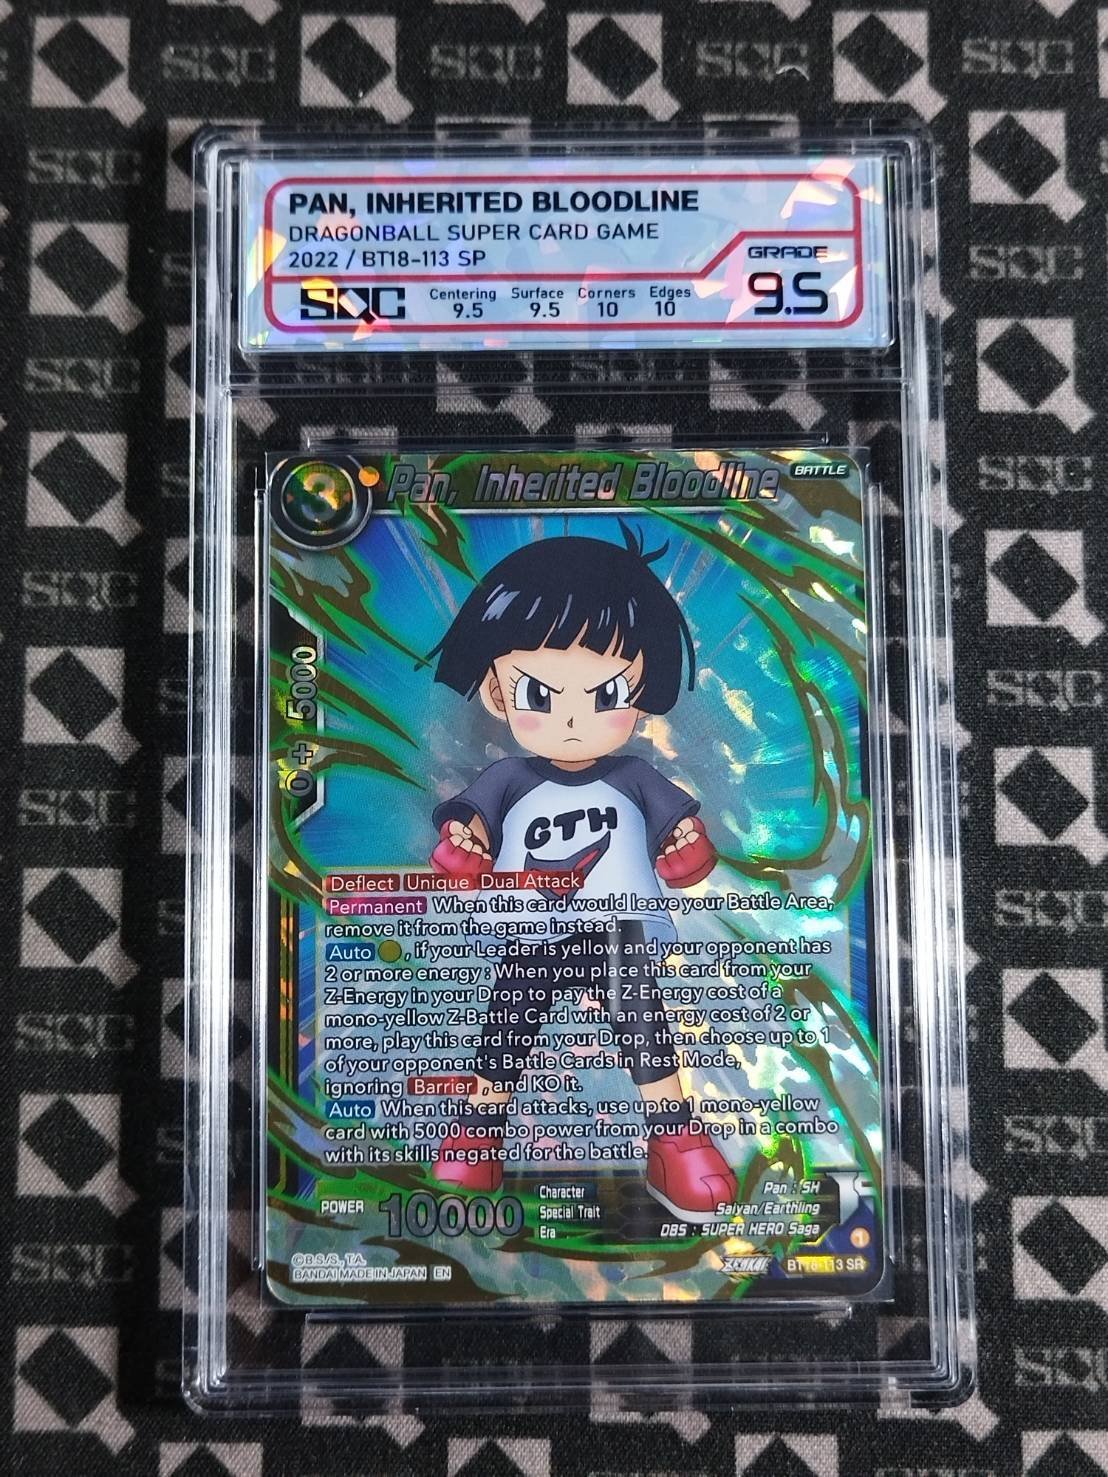 PAN, INHERITED BLOODLINE
DRAGONBALL SUPER CARD GAME
2022 / BT18-113 SP
GRADE
9.5
SQC
Centering Surface Corners Edges
9.5 9.5 10 10
3
Pan, Inherited Bloodline
BATTLE
0 + 5000
GTH
Deflect Unique Dual Attack
Permanent When this card would leave your Battle Area,
remove it from the game instead.
Auto , if your Leader is yellow and your opponent has
2 or more energy : When you place this card from your
Z-Energy in your Drop to pay the Z-Energy cost of a
mono-yellow Z-Battle Card with an energy cost of 2 or
more, play this card from your Drop, then choose up to 1
of your opponent's Battle Cards in Rest Mode,
ignoring Barrier , and KO it.
Auto When this card attacks, use up to 1 mono-yellow
card with 5000 combo power from your Drop in a combo
with its skills negated for the battle.
POWER 10000
Character Pan : SH
Special Trait Saiyan/Earthling
Era DBS : SUPER HERO Saga
1
©B.S/S., T.A.
BANDAI MADE IN JAPAN EN
ZENKAI
BT18-113 SR